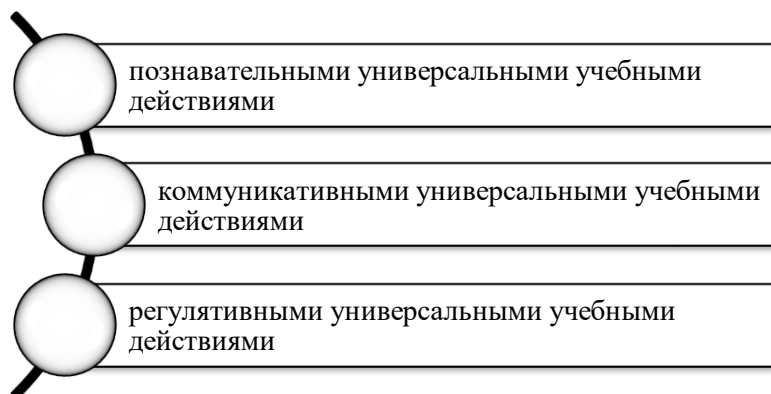 познавательными универсальными учебными
действиями
коммуникативными универсальными учебными
действиями
регулятивными универсальными учебными
действиями